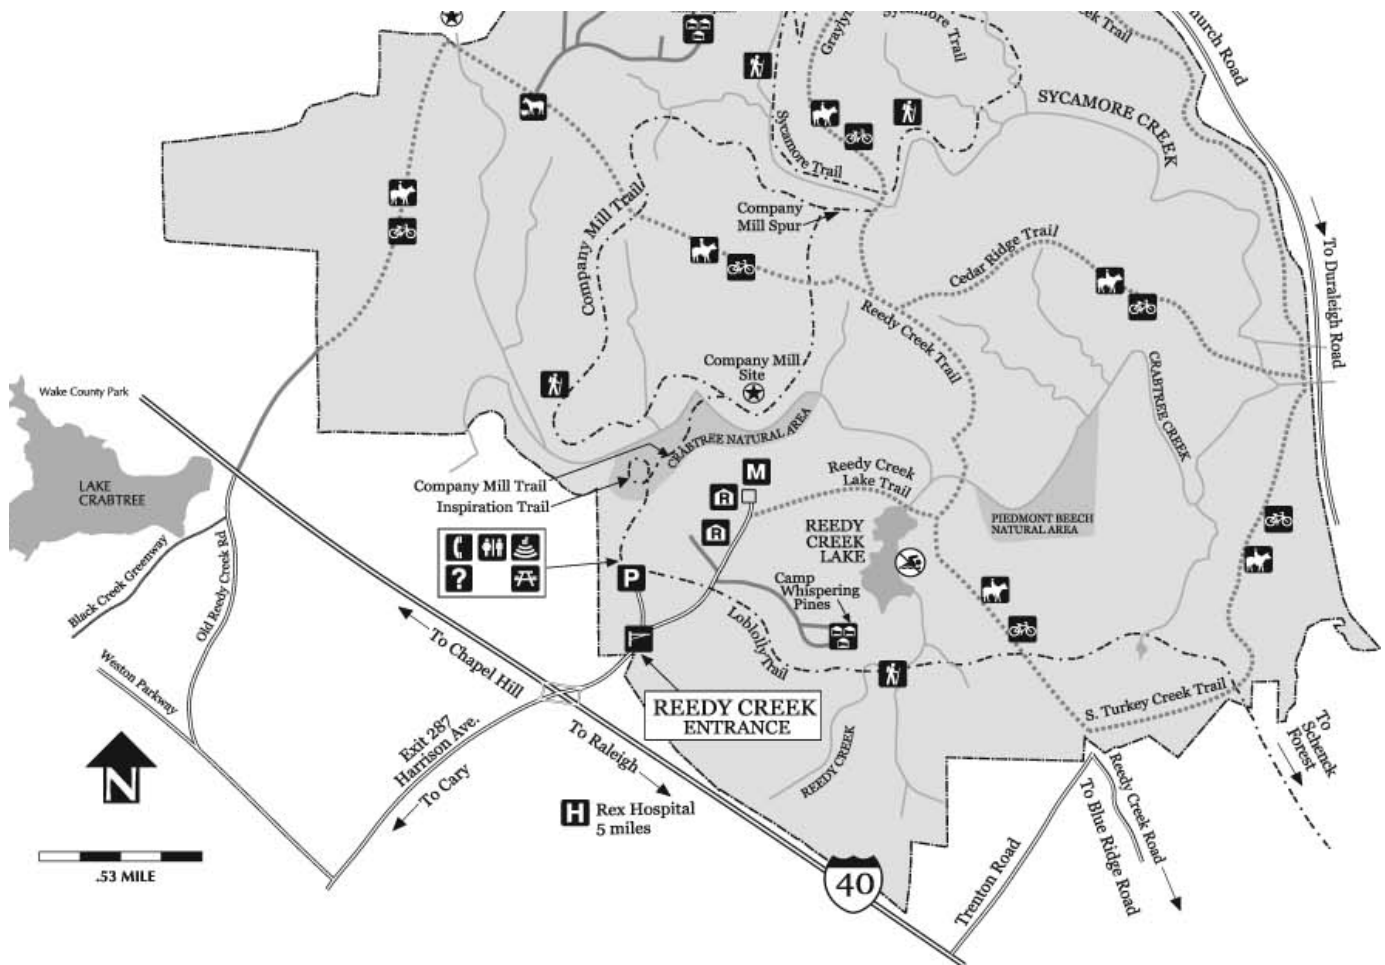 Sycamore Trail
ek Trail
hurch Road
Grayly
SYCAMORE CREEK
Sycamore Trail
Company Mill Trail
Company
Mill Spur
Cedar Ridge Trail
To Duraleigh Road
Reedy Creek Trail
Company Mill
Site
CRABTREE CREEK
Wake County Park
CRABTREE NATURAL AREA
LAKE
CRABTREE
Company Mill Trail
Inspiration Trail
M
R
R
Reedy Creek
Lake Trail
REEDY
CREEK
LAKE
PIEDMONT BEECH
NATURAL AREA
?
P
Camp
Whispering
Pines
Black Creek Greenway
Old Reedy Creek Rd
Loblolly Trail
To Chapel Hill
Weston Parkway
REEDY CREEK
ENTRANCE
S. Turkey Creek Trail
To
Schenck
Forest
Exit 287
Harrison Ave.
To Raleigh
To Cary
REEDY CREEK
N
H
Rex Hospital
5 miles
Reedy Creek Road
To Blue Ridge Road
Trenton Road
40
.53 MILE